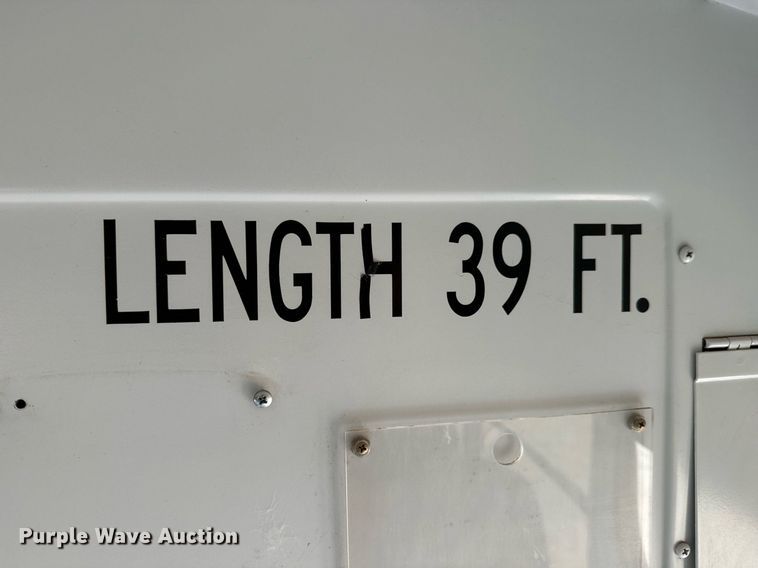 LENGTH 39 FT.
Purple Wave Auction